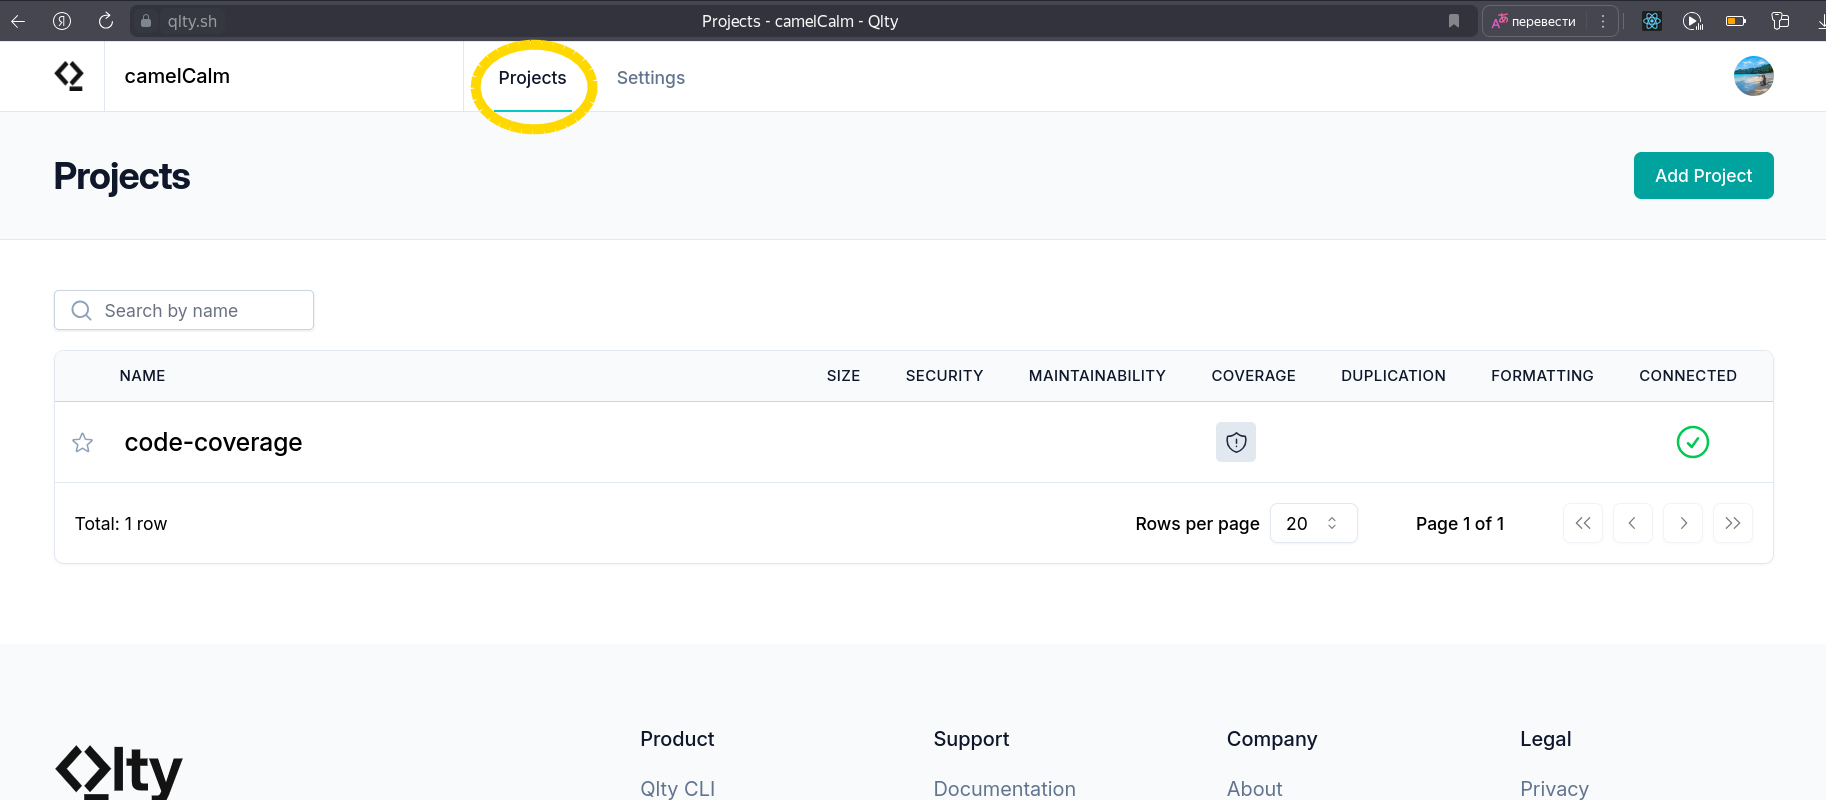 qlty.sh
Projects - camelCalm - Qlty
перевести
camelCalm
Projects
Settings
Projects
Add Project
Search by name
NAME SIZE SECURITY MAINTAINABILITY COVERAGE DUPLICATION FORMATTING CONNECTED
code-coverage
Total: 1 row
Rows per page 20
Page 1 of 1
Product Support Company Legal
Qlty
Qlty CLI Documentation About Privacy